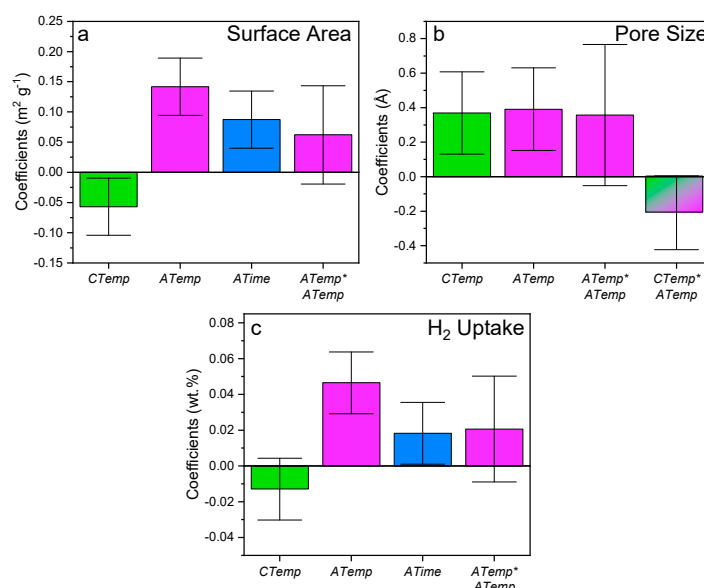 a Surface Area
Coefficients (m² g⁻¹)
0.25
0.20
0.15
0.10
0.05
0.00
-0.05
-0.10
-0.15
CTemp ATemp ATime ATemp*
ATemp
b Pore Size
Coefficients (Å)
0.8
0.6
0.4
0.2
0.0
-0.2
-0.4
CTemp ATemp ATemp* CTemp*
ATemp ATemp
c H₂ Uptake
Coefficients (wt.%)
0.08
0.06
0.04
0.02
0.00
-0.02
-0.04
CTemp ATemp ATime ATemp*
ATemp